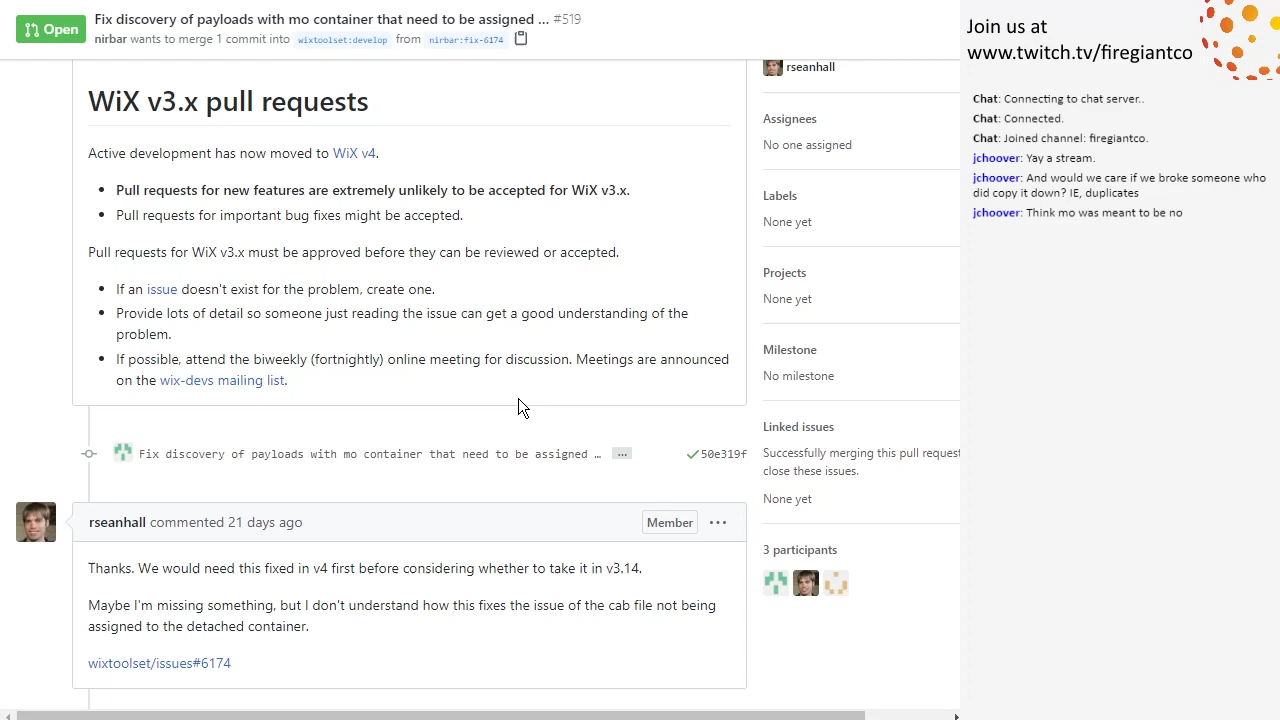 Open
Fix discovery of payloads with mo container that need to be assigned ... #519
nirbar wants to merge 1 commit into wixtoolset:develop from nirbar:fix-6174
WiX v3.x pull requests
Active development has now moved to WiX v4.
• Pull requests for new features are extremely unlikely to be accepted for WiX v3.x.
• Pull requests for important bug fixes might be accepted.
Pull requests for WiX v3.x must be approved before they can be reviewed or accepted.
• If an issue doesn't exist for the problem, create one.
• Provide lots of detail so someone just reading the issue can get a good understanding of the
problem.
• If possible, attend the biweekly (fortnightly) online meeting for discussion. Meetings are announced
on the wix-devs mailing list.
Fix discovery of payloads with mo container that need to be assigned … ... 50e319f
rseanhall commented 21 days ago
Member
Thanks. We would need this fixed in v4 first before considering whether to take it in v3.14.
Maybe I'm missing something, but I don't understand how this fixes the issue of the cab file not being
assigned to the detached container.
wixtoolset/issues#6174
rseanhall
Assignees
No one assigned
Labels
None yet
Projects
None yet
Milestone
No milestone
Linked issues
Successfully merging this pull request
close these issues.
None yet
3 participants
Join us at
www.twitch.tv/firegiantco
Chat: Connecting to chat server..
Chat: Connected.
Chat: Joined channel: firegiantco.
jchoover: Yay a stream.
jchoover: And would we care if we broke someone who
did copy it down? IE, duplicates
jchoover: Think mo was meant to be no